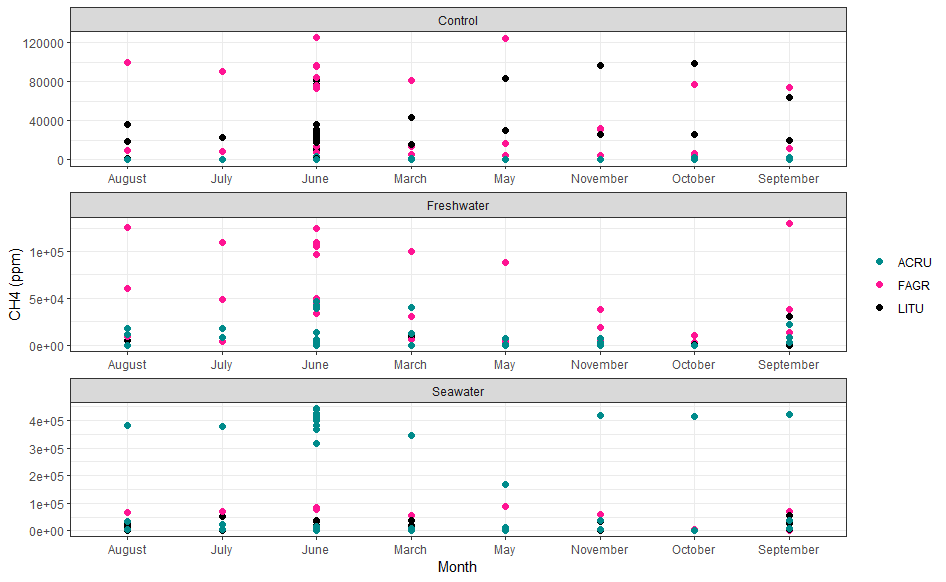 Control
120000
80000
40000
0
August July June March May November October September
Freshwater
1e+05
5e+04
0e+00
August July June March May November October September
Seawater
4e+05
3e+05
2e+05
1e+05
0e+00
August July June March May November October September
Month
CH4 (ppm)
ACRU
FAGR
LITU